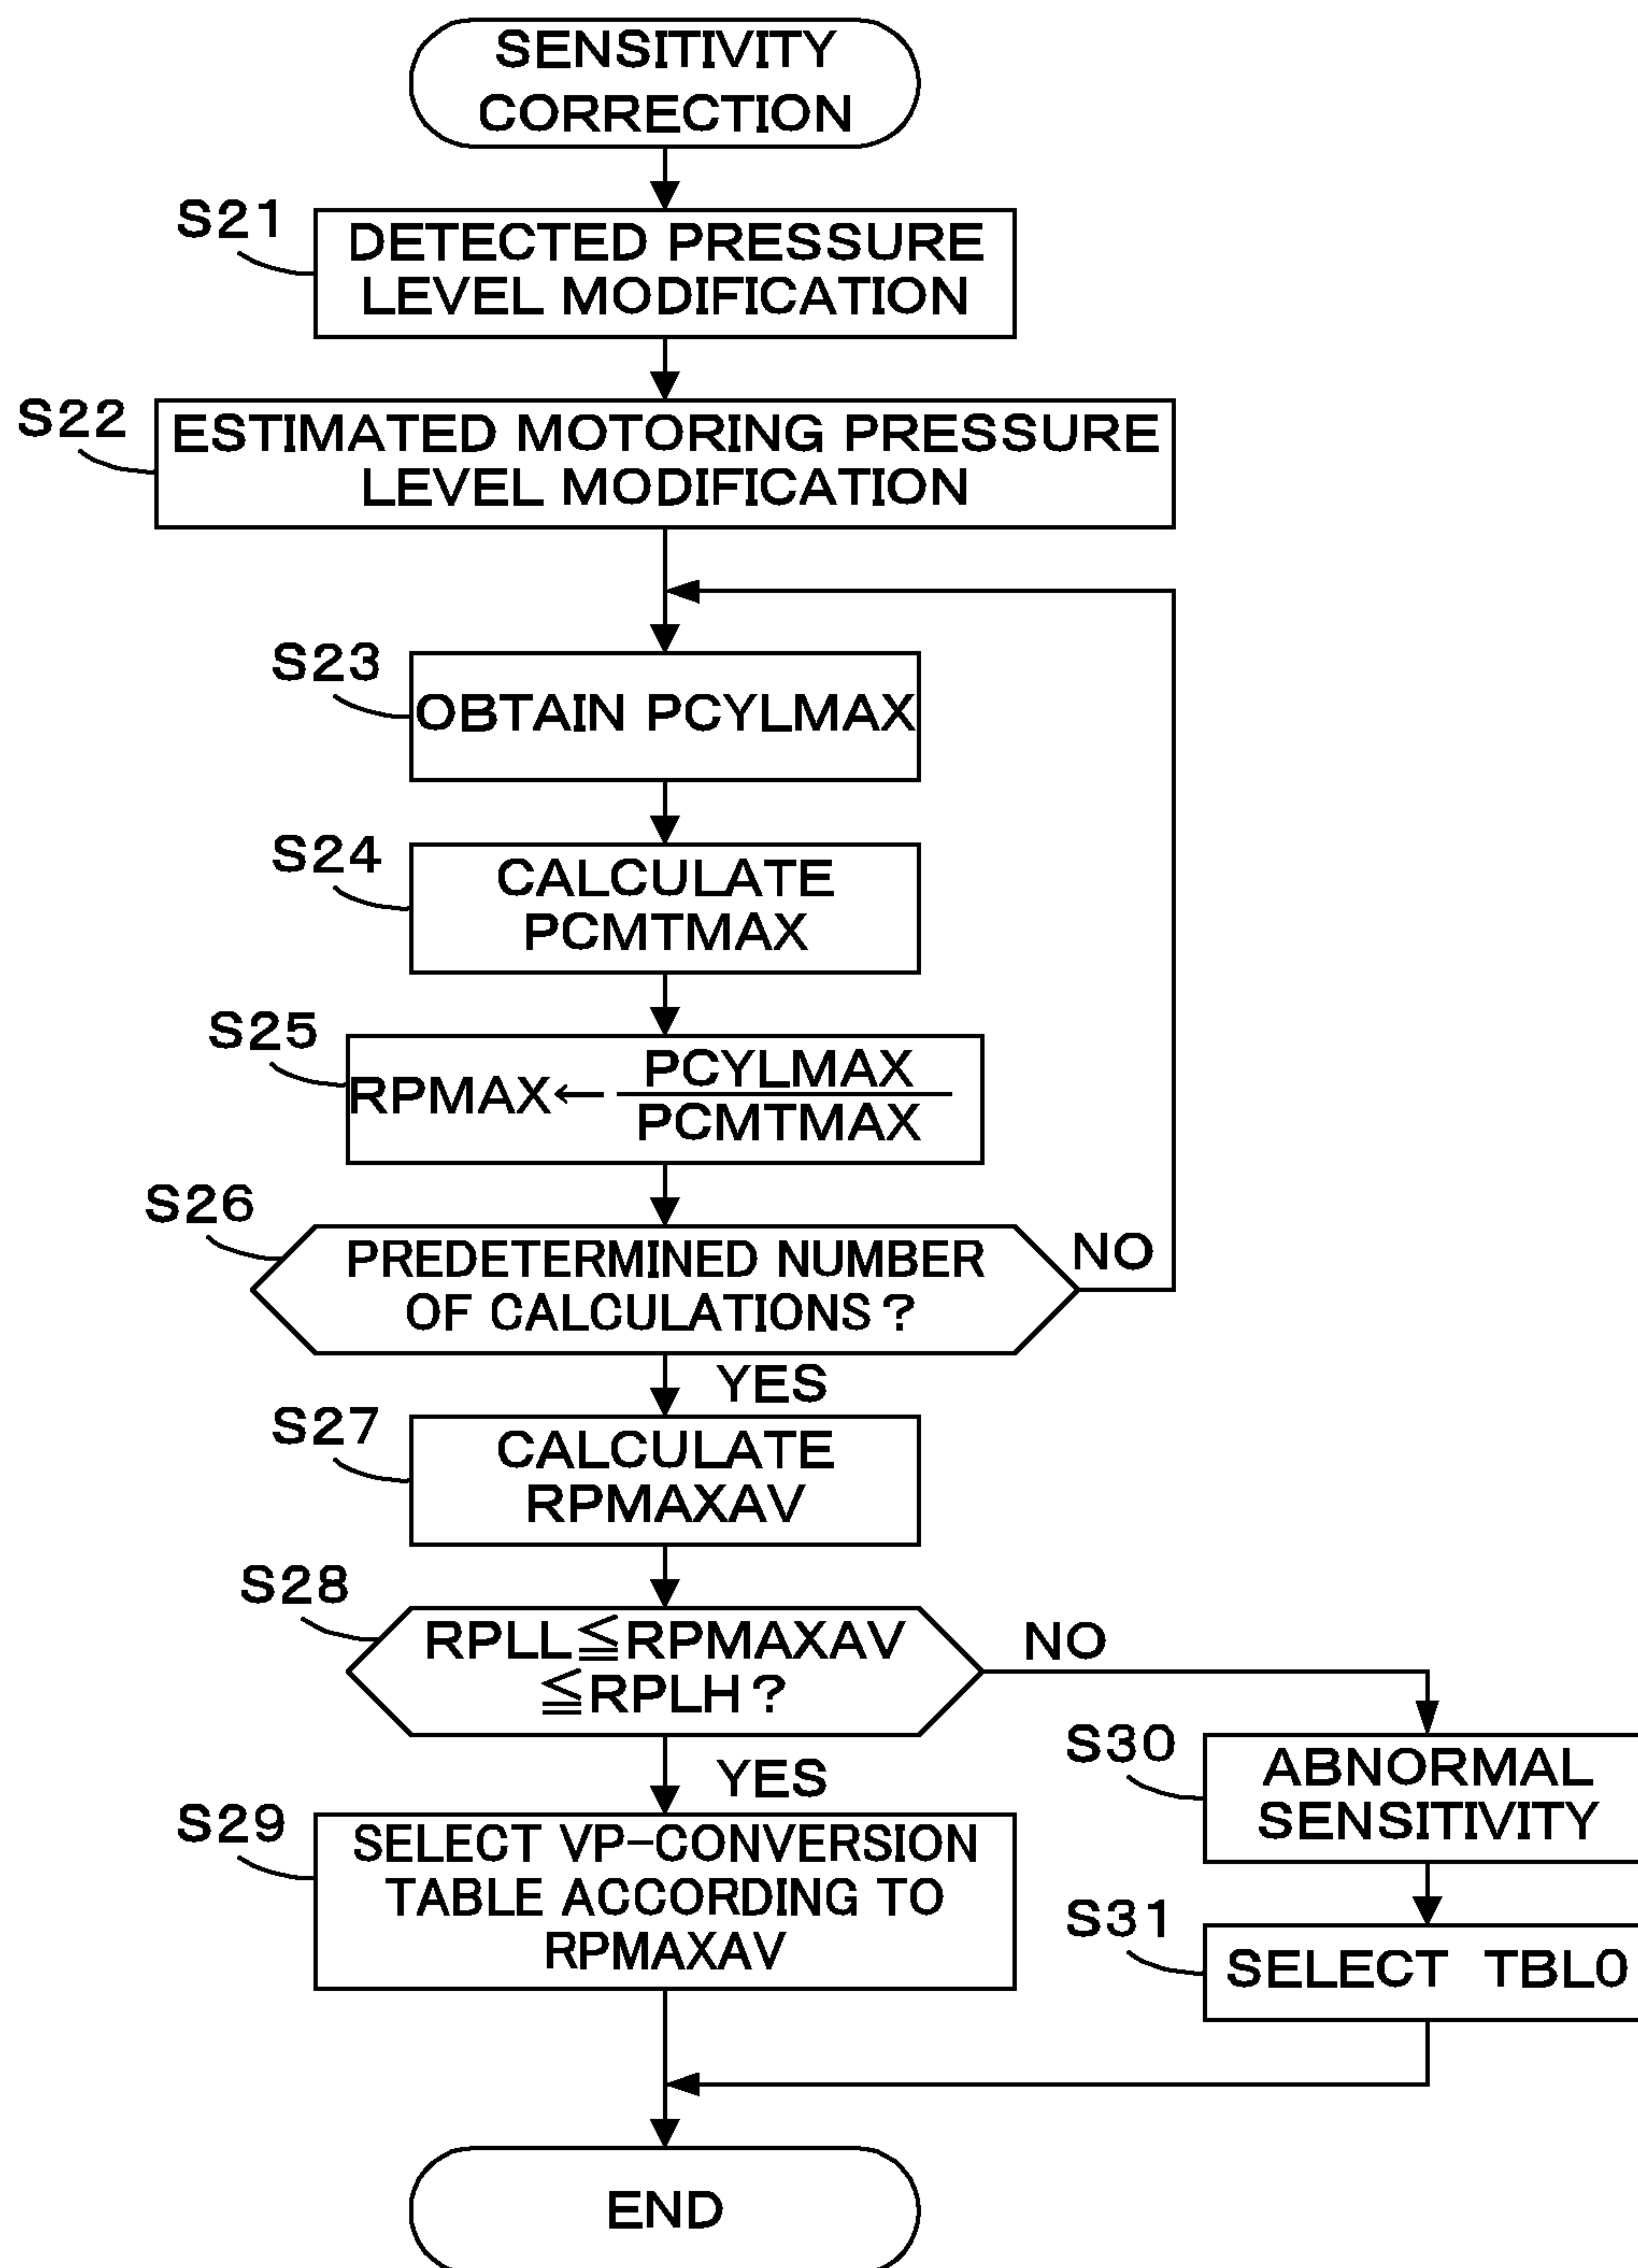 SENSITIVITY
CORRECTION
S21
DETECTED PRESSURE
LEVEL MODIFICATION
S22
ESTIMATED MOTORING PRESSURE
LEVEL MODIFICATION
S23
OBTAIN PCYLMAX
S24
CALCULATE
PCMTMAX
S25
RPMAX←
PCYLMAX
PCMTMAX
S26
PREDETERMINED NUMBER
OF CALCULATIONS?
NO
YES
S27
CALCULATE
RPMAXAV
S28
RPLL≦RPMAXAV
≦RPLH?
NO
YES
S29
SELECT VP-CONVERSION
TABLE ACCORDING TO
RPMAXAV
S30
ABNORMAL
SENSITIVITY
S31
SELECT TBL0
END